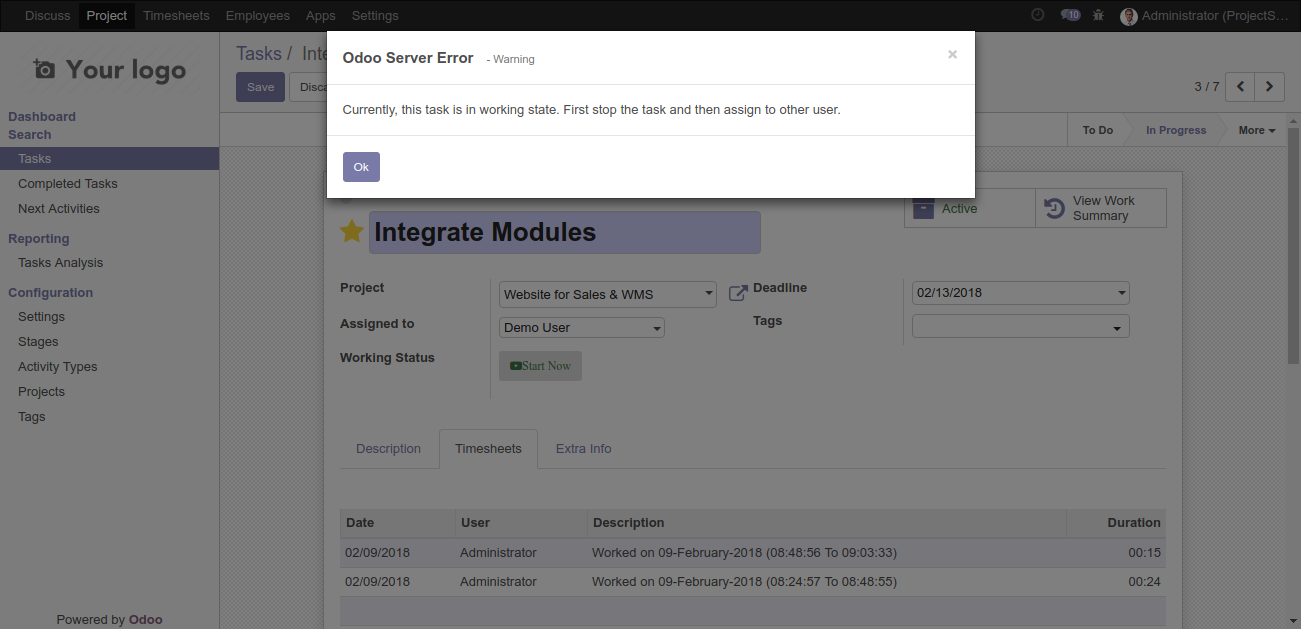 Discuss Project Timesheets Employees Apps Settings 10 Administrator (ProjectS...
Your logo
Tasks / Inte
Save Disca
3 / 7
Odoo Server Error - Warning ×
Currently, this task is in working state. First stop the task and then assign to other user.
Ok
To Do In Progress More
Dashboard
Search
Tasks
Completed Tasks
Next Activities
Reporting
Tasks Analysis
Configuration
Settings
Stages
Activity Types
Projects
Tags
Powered by Odoo
Active
View Work
Summary
Integrate Modules
Project Website for Sales & WMS
Deadline 02/13/2018
Assigned to Demo User
Tags
Working Status Start Now
Description Timesheets Extra Info
Date User Description Duration
02/09/2018 Administrator Worked on 09-February-2018 (08:48:56 To 09:03:33) 00:15
02/09/2018 Administrator Worked on 09-February-2018 (08:24:57 To 08:48:55) 00:24